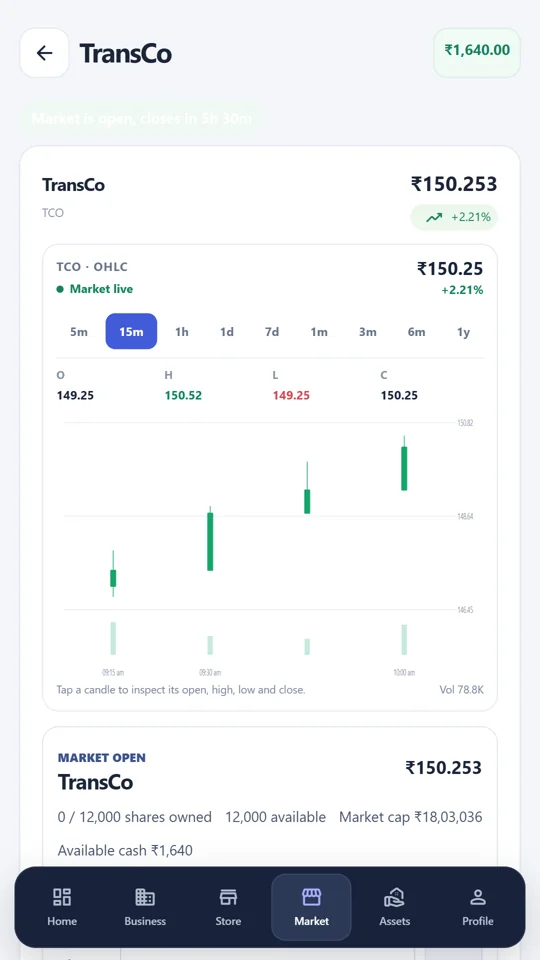 TransCo
₹1,640.00
Market is open, closes in 5h 30m
TransCo
₹150.253
TCO
+2.21%
TCO · OHLC
₹150.25
Market live
+2.21%
5m 15m 1h 1d 7d 1m 3m 6m 1y
O H L C
149.25 150.52 149.25 150.25
150.82
148.64
146.45
09:15 am 09:30 am 10:00 am
Tap a candle to inspect its open, high, low and close.
Vol 78.8K
MARKET OPEN
TransCo
₹150.253
0 / 12,000 shares owned 12,000 available Market cap ₹18,03,036
Available cash ₹1,640
Home Business Store Market Assets Profile